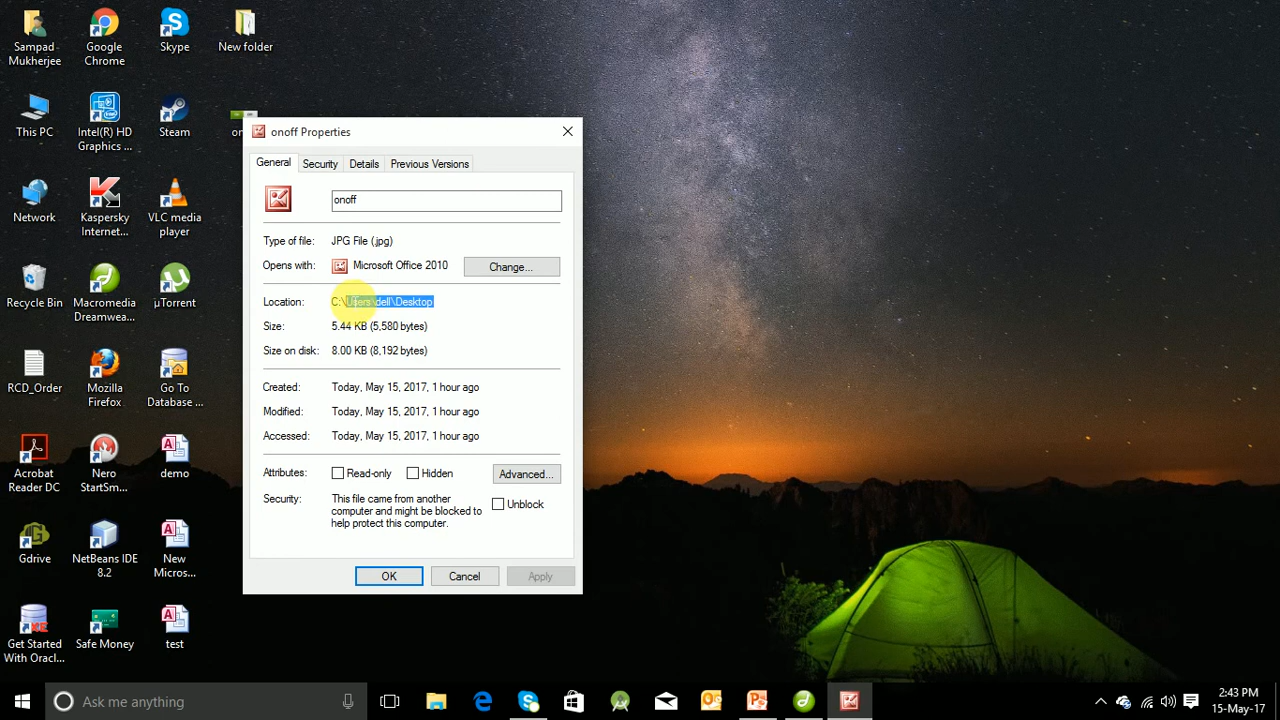 Sampad
Mukherjee
Google
Chrome
Skype
New folder
This PC
Intel(R) HD
Graphics ...
Steam
on
Network
Kaspersky
Internet...
VLC media
player
Recycle Bin
Macromedia
Dreamwea...
µTorrent
RCD_Order
Mozilla
Firefox
Go To
Database ...
Acrobat
Reader DC
Nero
StartSm...
demo
Gdrive
NetBeans IDE
8.2
New
Micros...
Get Started
With Oracl...
Safe Money
test
onoff Properties
General Security Details Previous Versions
onoff
Type of file: JPG File (.jpg)
Opens with: Microsoft Office 2010 Change...
Location: C:\Users\dell\Desktop
Size: 5.44 KB (5,580 bytes)
Size on disk: 8.00 KB (8,192 bytes)
Created: Today, May 15, 2017, 1 hour ago
Modified: Today, May 15, 2017, 1 hour ago
Accessed: Today, May 15, 2017, 1 hour ago
Attributes: Read-only Hidden Advanced...
Security: This file came from another
computer and might be blocked to
help protect this computer.
Unblock
OK Cancel Apply
Ask me anything
2:43 PM
15-May-17